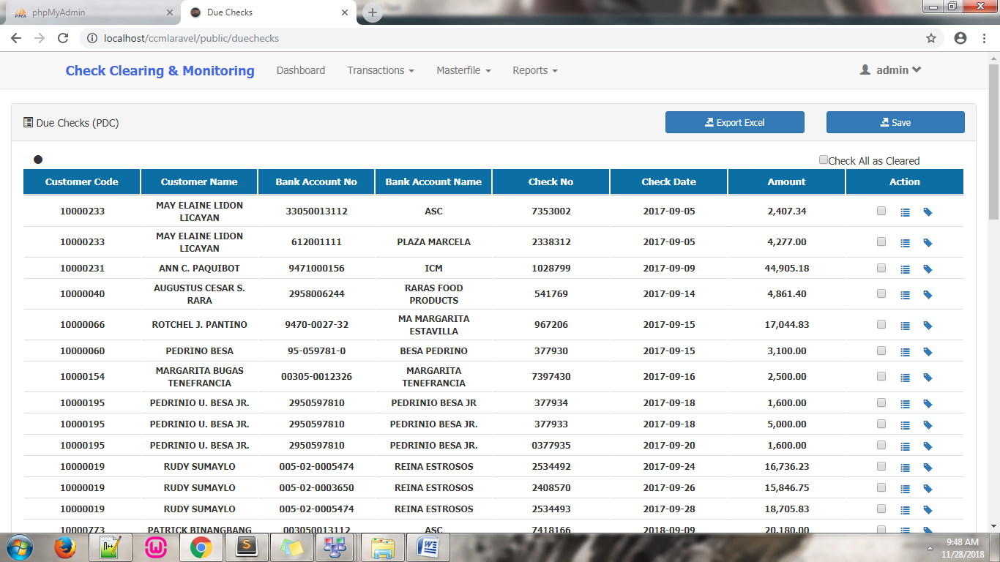 phpMyAdmin
Due Checks
localhost/ccmlaravel/public/duechecks
Check Clearing & Monitoring Dashboard Transactions Masterfile Reports admin
Due Checks (PDC) Export Excel Save
Check All as Cleared
Customer Code Customer Name Bank Account No Bank Account Name Check No Check Date Amount Action
10000233 MAY ELAINE LIDON LICAYAN 33050013112 ASC 7353002 2017-09-05 2,407.34
10000233 MAY ELAINE LIDON LICAYAN 612001111 PLAZA MARCELA 2338312 2017-09-05 4,277.00
10000231 ANN C. PAQUIBOT 9471000156 ICM 1028799 2017-09-09 44,905.18
10000040 AUGUSTUS CESAR S. RARA 2958006244 RARAS FOOD PRODUCTS 541769 2017-09-14 4,861.40
10000066 ROTCHEL J. PANTINO 9470-0027-32 MA MARGARITA ESTAVILLA 967206 2017-09-15 17,044.83
10000060 PEDRINO BESA 95-059781-0 BESA PEDRINO 377930 2017-09-15 3,100.00
10000154 MARGARITA BUGAS TENEFRANCIA 00305-0012326 MARGARITA TENEFRANCIA 7397430 2017-09-16 2,500.00
10000195 PEDRINIO U. BESA JR. 2950597810 PEDRINIO BESA JR 377934 2017-09-18 1,600.00
10000195 PEDRINIO U. BESA JR. 2950597810 PEDRINIO BESA JR. 377933 2017-09-18 5,000.00
10000195 PEDRINIO U. BESA JR. 2950597810 PEDRINIO BESA JR. 0377935 2017-09-20 1,600.00
10000019 RUDY SUMAYLO 005-02-0005474 REINA ESTROSOS 2534492 2017-09-24 16,736.23
10000019 RUDY SUMAYLO 005-02-0003650 REINA ESTROSOS 2408570 2017-09-26 15,846.75
10000019 RUDY SUMAYLO 005-02-0005474 REINA ESTROSOS 2534493 2017-09-28 18,705.83
10000773 PATRICK BINANGBANG 003050013112 ASC 7418166 2018-09-09 20,180.00
9:48 AM
11/28/2018